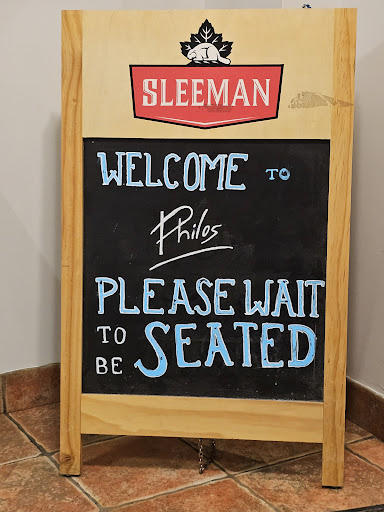 SLEEMAN
WELCOME TO
Philos
PLEASE WAIT
TO
BE SEATED